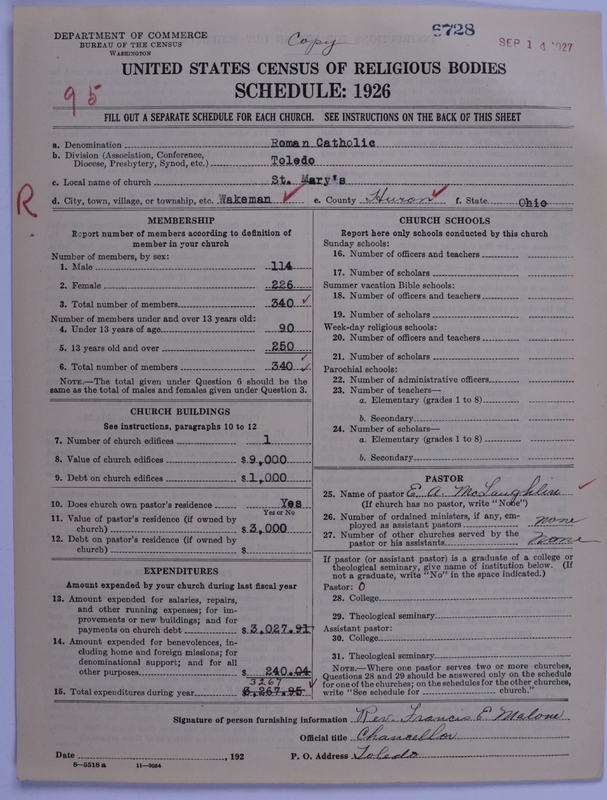 DEPARTMENT OF COMMERCE
BUREAU OF THE CENSUS
WASHINGTON
Copy
6728
SEP 14 1927
UNITED STATES CENSUS OF RELIGIOUS BODIES
SCHEDULE: 1926
95
FILL OUT A SEPARATE SCHEDULE FOR EACH CHURCH. SEE INSTRUCTIONS ON THE BACK OF THIS SHEET
a. Denomination Roman Catholic
b. Division (Association, Conference, Diocese, Presbytery, Synod, etc.) Toledo
c. Local name of church St. Mary's
R
d. City, town, village, or township, etc. Wakeman e. County Huron f. State Ohio
MEMBERSHIP
Report number of members according to definition of
member in your church
Number of members, by sex:
1. Male 114
2. Female 226
3. Total number of members 340
Number of members under and over 13 years old:
4. Under 13 years of age 90
5. 13 years old and over 250
6. Total number of members 340
NOTE.—The total given under Question 6 should be
the same as the total of males and females given under Question 3.
CHURCH BUILDINGS
See instructions, paragraphs 10 to 12
7. Number of church edifices 1
8. Value of church edifices $ 9,000
9. Debt on church edifices $ 1,000
10. Does church own pastor's residence Yes
Yes or No
11. Value of pastor's residence (if owned by
church) $ 3,000
12. Debt on pastor's residence (if owned by
church) $
EXPENDITURES
Amount expended by your church during last fiscal year
13. Amount expended for salaries, repairs,
and other running expenses; for im-
provements or new buildings; and for
payments on church debt $ 3,027.91
14. Amount expended for benevolences, in-
cluding home and foreign missions; for
denominational support; and for all
other purposes $ 240.04
3267
15. Total expenditures during year $ 3,267.95
CHURCH SCHOOLS
Report here only schools conducted by this church
Sunday schools:
16. Number of officers and teachers
17. Number of scholars
Summer vacation Bible schools:
18. Number of officers and teachers
19. Number of scholars
Week-day religious schools:
20. Number of officers and teachers
21. Number of scholars
Parochial schools:
22. Number of administrative officers
23. Number of teachers—
a. Elementary (grades 1 to 8)
b. Secondary
24. Number of scholars—
a. Elementary (grades 1 to 8)
b. Secondary
PASTOR
25. Name of pastor E. A. McLaughlin
(If church has no pastor, write "None")
26. Number of ordained ministers, if any, em-
ployed as assistant pastors none
27. Number of other churches served by the
pastor or his assistants None
If pastor (or assistant pastor) is a graduate of a college or
theological seminary, give name of institution below. (If
not a graduate, write "No" in the space indicated.)
Pastor: 0
28. College
29. Theological seminary
Assistant pastor:
30. College
31. Theological seminary
NOTE.—Where one pastor serves two or more churches,
Questions 28 and 29 should be answered only on the schedule
for one of the churches; on the schedules for the other churches,
write "See schedule for church."
Signature of person furnishing information Rev. Francis E. Malone
Official title Chancellor
Date , 192 P. O. Address Toledo
8—5518a 11—9054